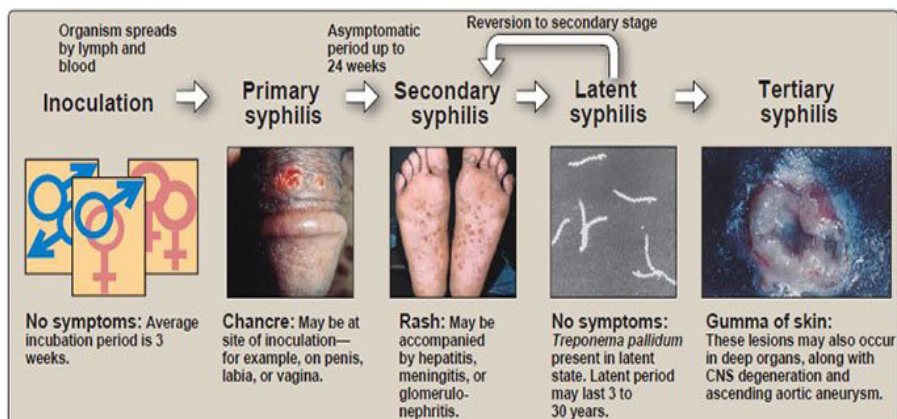 Organism spreads
by lymph and
blood
Asymptomatic
period up to
24 weeks
Reversion to secondary stage
Inoculation
Primary
syphilis
Secondary
syphilis
Latent
syphilis
Tertiary
syphilis
No symptoms: Average
incubation period is 3
weeks.
Chancre: May be at
site of inoculation—
for example, on penis,
labia, or vagina.
Rash: May be
accompanied
by hepatitis,
meningitis, or
glomerulo-
nephritis.
No symptoms:
Treponema pallidum
present in latent
state. Latent period
may last 3 to
30 years.
Gumma of skin:
These lesions may also occur
in deep organs, along with
CNS degeneration and
ascending aortic aneurysm.